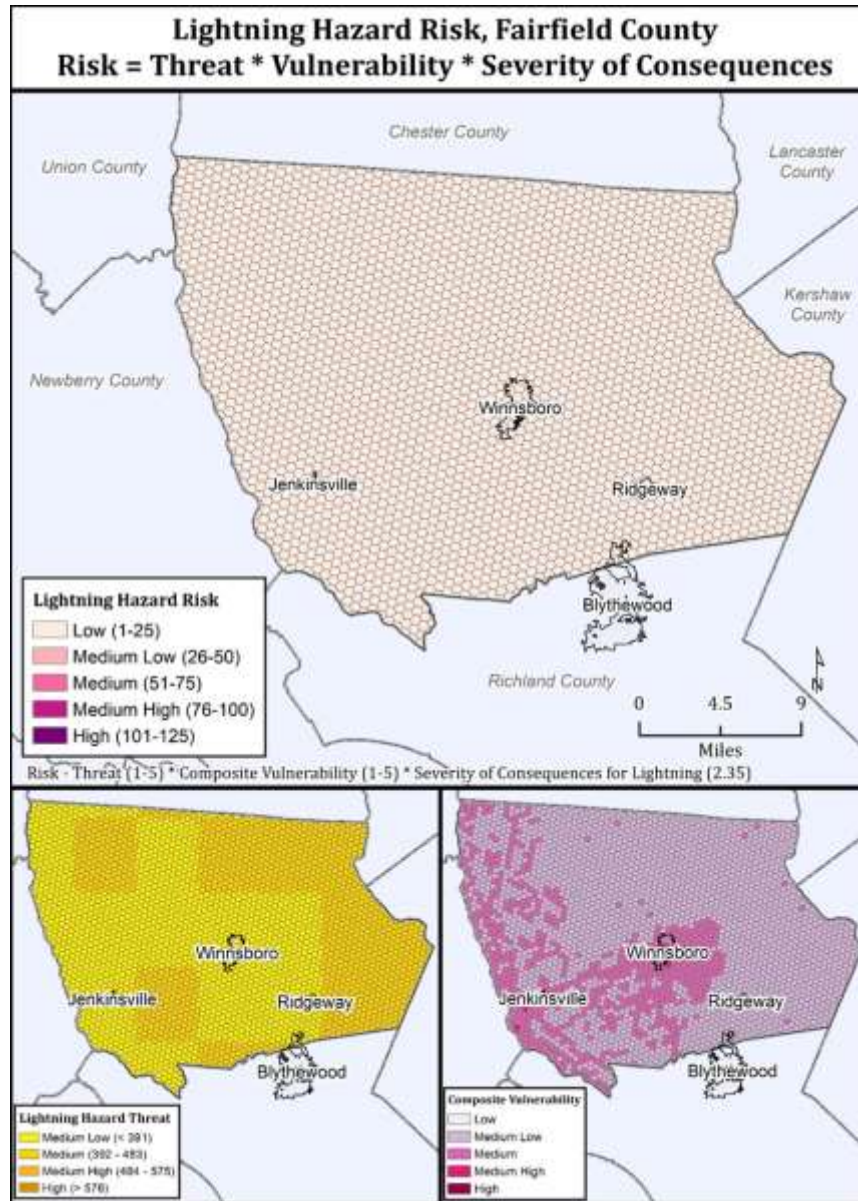 Lightning Hazard Risk, Fairfield County
Risk = Threat * Vulnerability * Severity of Consequences
Chester County
Union County
Lancaster County
Kershaw County
Newberry County
Winnsboro
Jenkinsville
Ridgeway
Blythewood
Richland County
Lightning Hazard Risk
Low (1-25)
Medium Low (26-50)
Medium (51-75)
Medium High (76-100)
High (101-125)
N
0 4.5 9
Miles
Risk - Threat (1-5) * Composite Vulnerability (1-5) * Severity of Consequences for Lightning (2.35)
Winnsboro
Jenkinsville
Ridgeway
Blythewood
Lightning Hazard Threat
Medium Low (< 391)
Medium (392 - 483)
Medium High (484 - 575)
High (> 576)
Winnsboro
Jenkinsville
Ridgeway
Blythewood
Composite Vulnerability
Low
Medium Low
Medium
Medium High
High